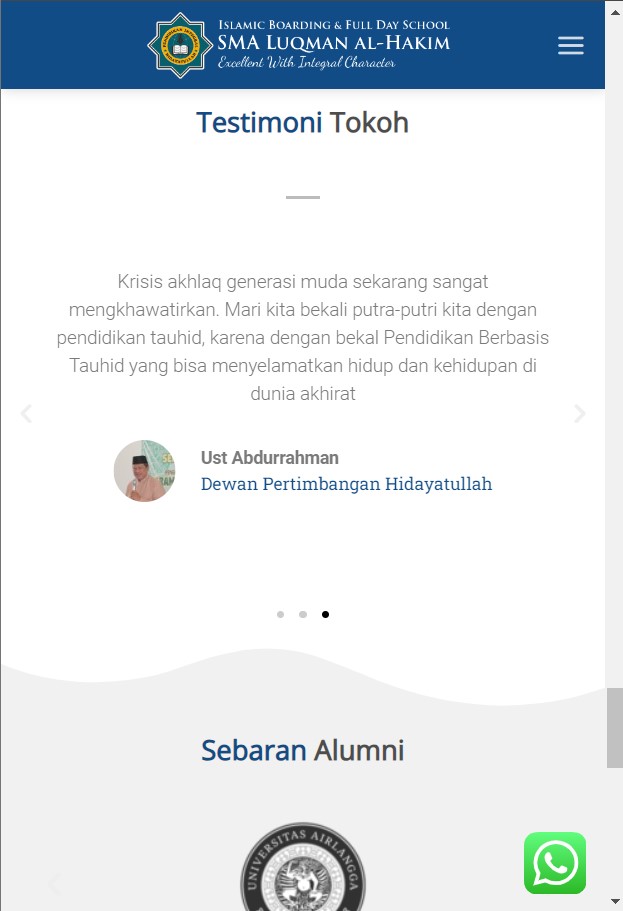 Islamic Boarding & Full Day School
SMA Luqman al-Hakim
Excellent With Integral Character
Testimoni Tokoh
Krisis akhlaq generasi muda sekarang sangat
mengkhawatirkan. Mari kita bekali putra-putri kita dengan
pendidikan tauhid, karena dengan bekal Pendidikan Berbasis
Tauhid yang bisa menyelamatkan hidup dan kehidupan di
dunia akhirat
Ust Abdurrahman
Dewan Pertimbangan Hidayatullah
Sebaran Alumni
UNIVERSITAS AIRLANGGA